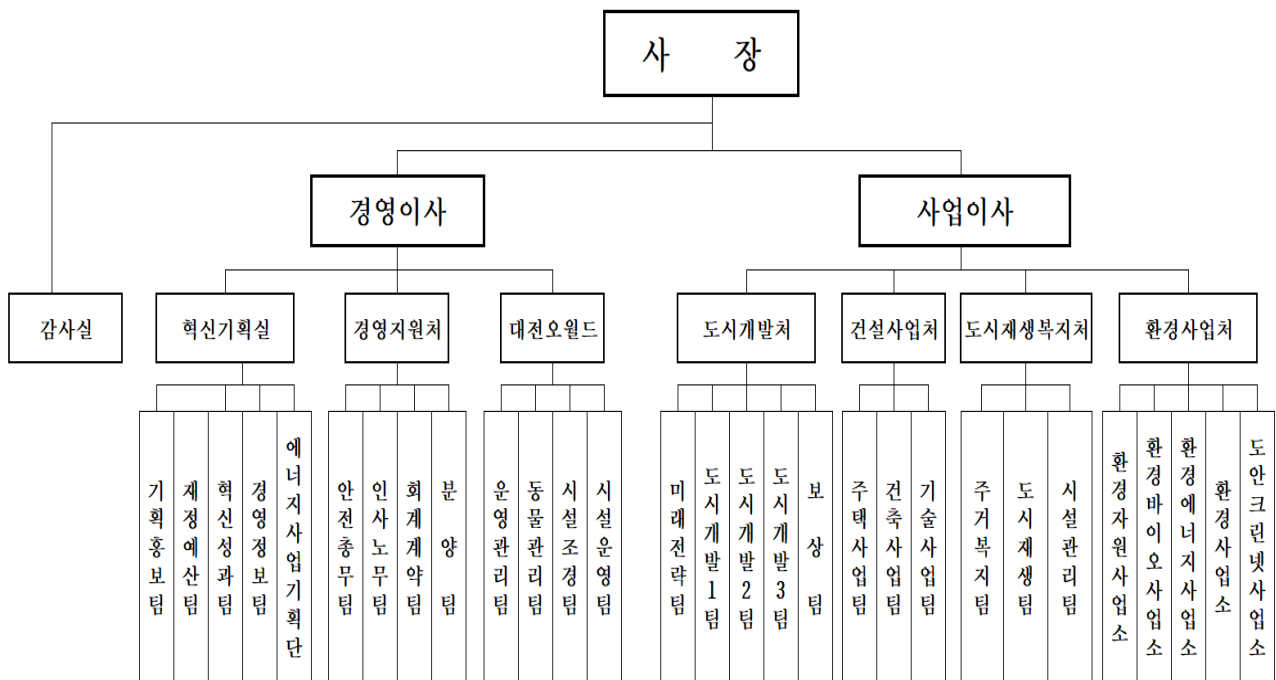 사 장
경영이사
사업이사
감사실
혁신기획실
경영지원처
대전오월드
도시개발처
건설사업처
도시재생복지처
환경사업처
기획홍보팀
재정예산팀
혁신성과팀
경영정보팀
에너지사업기획단
안전총무팀
인사노무팀
회계계약팀
분양팀
운영관리팀
동물관리팀
시설조경팀
시설운영팀
미래전략팀
도시개발1팀
도시개발2팀
도시개발3팀
보상팀
주택사업팀
건축사업팀
기술사업팀
주거복지팀
도시재생팀
시설관리팀
환경자원사업소
환경바이오사업소
환경에너지사업소
환경사업소
도안크린넷사업소